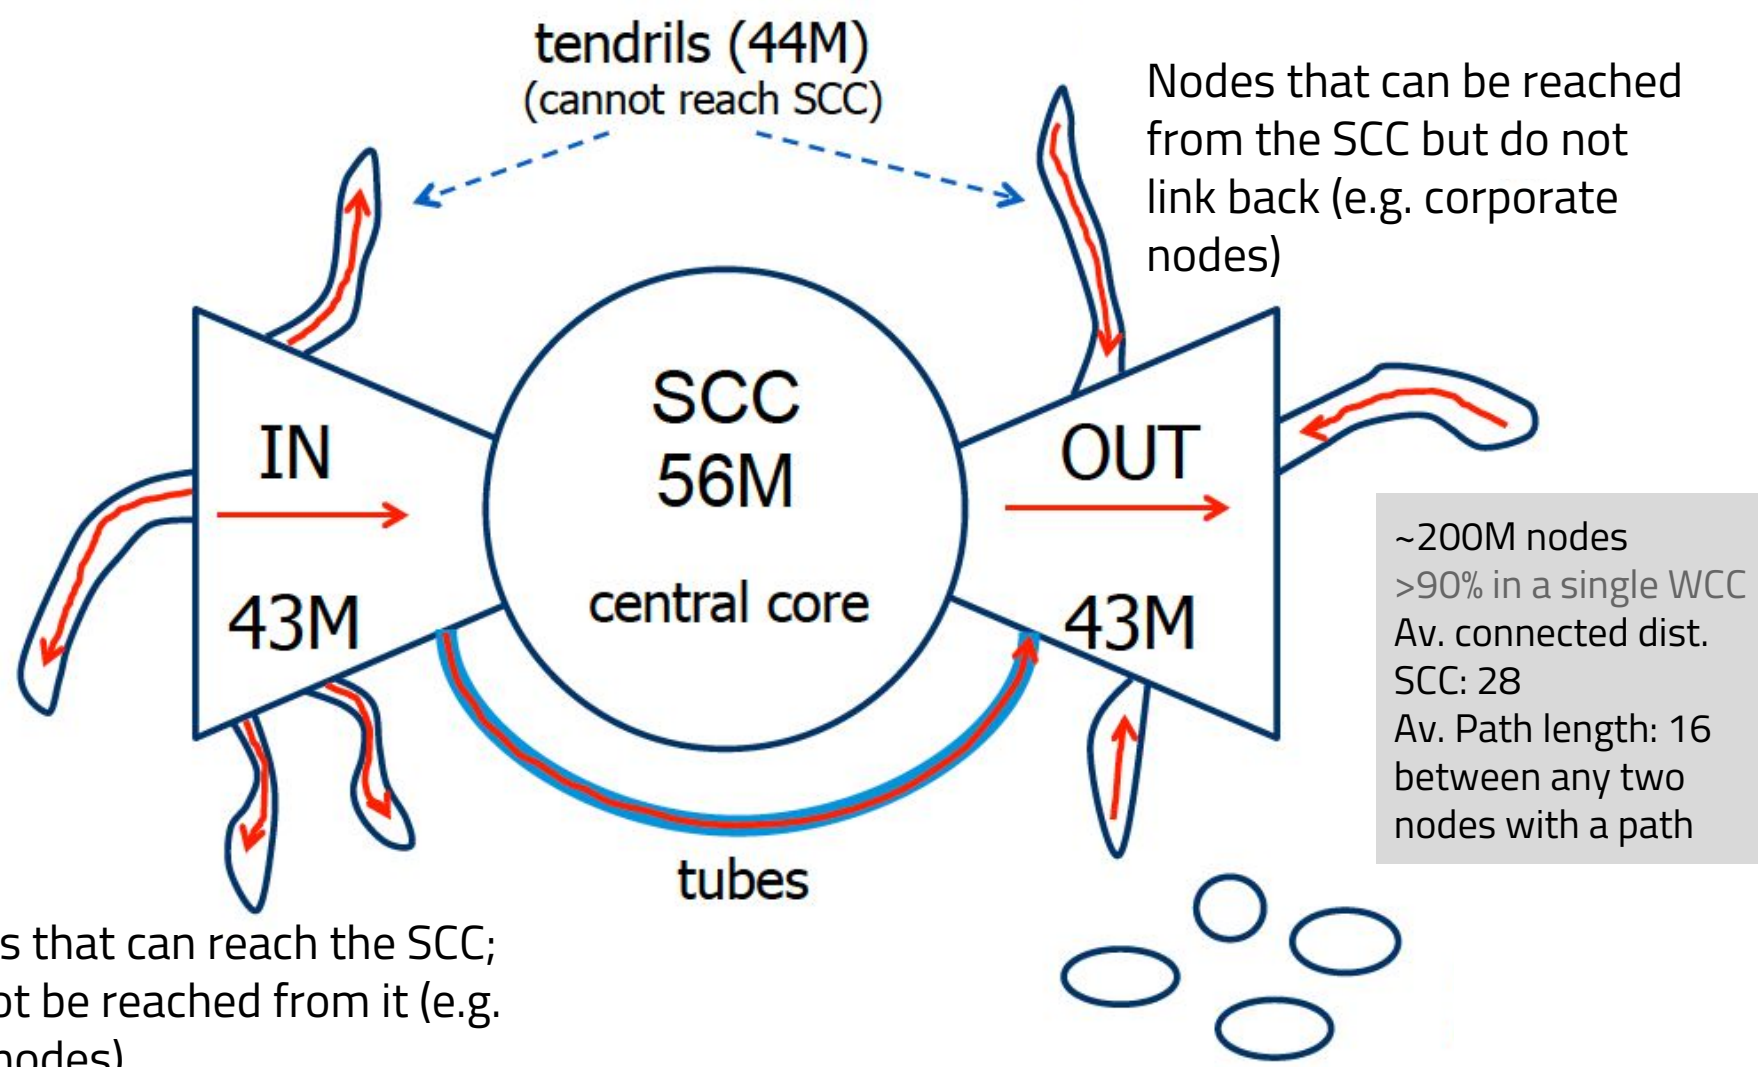 tendrils (44M)
(cannot reach SCC)
Nodes that can be reached
from the SCC but do not
link back (e.g. corporate
nodes)
IN
43M
SCC
56M
central core
OUT
43M
tubes
~200M nodes
>90% in a single WCC
Av. connected dist.
SCC: 28
Av. Path length: 16
between any two
nodes with a path
that can reach the SCC;
be reached from it (e.g.
nodes)